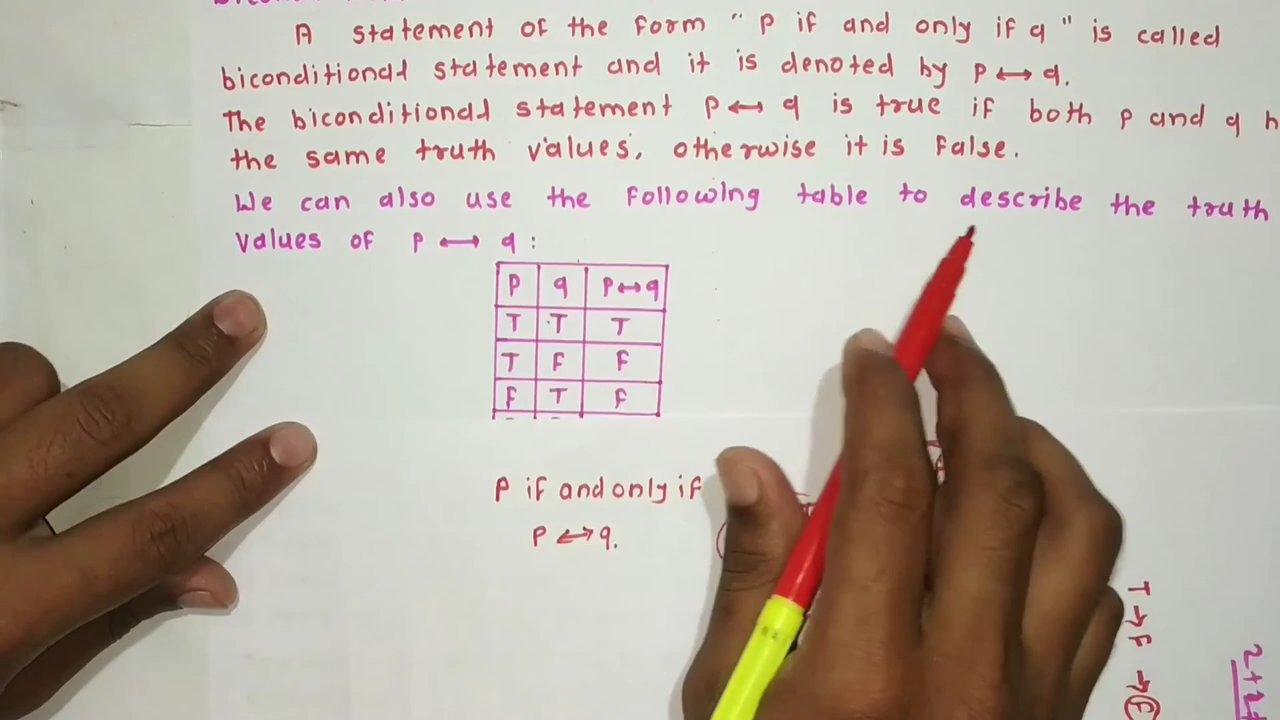 A statement of the form "P if and only if q" is called
biconditional statement and it is denoted by P ↔ q.
The biconditional statement P ↔ q is true if both p and q h
the same truth values, otherwise it is False.
We can also use the following table to describe the truth
values of P ↔ q :
P q P↔q
T T T
T F F
F T F
P if and only if
P ↔ q.
T → F → F
2+2